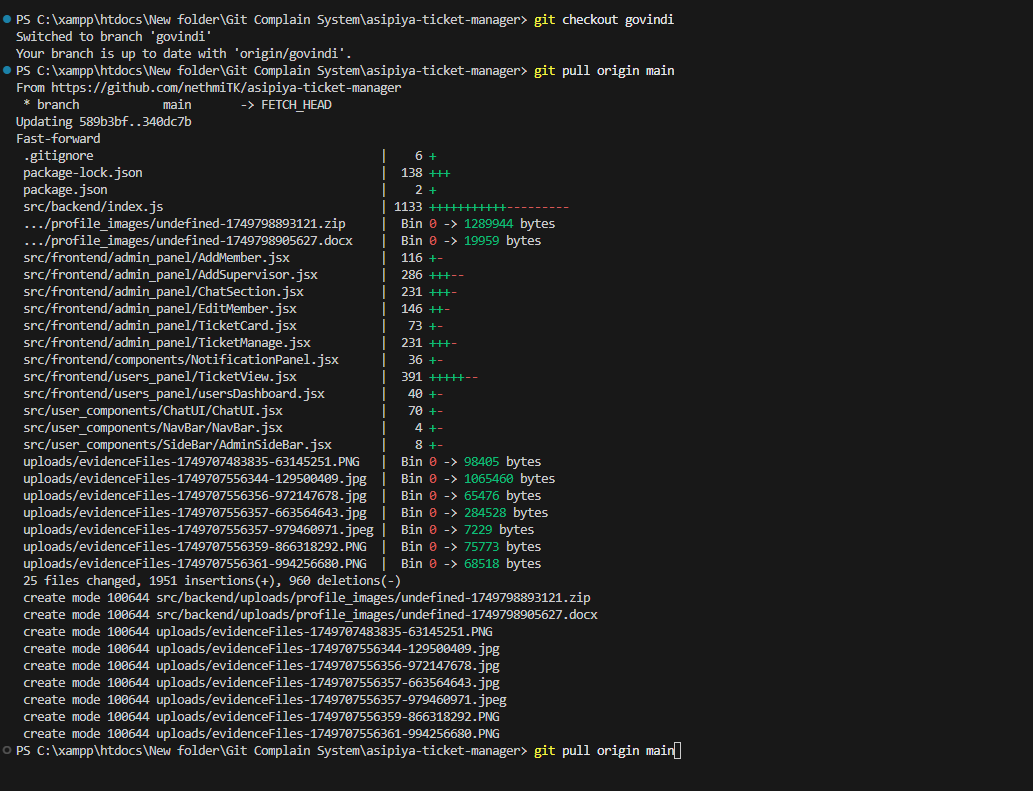 PS C:\xampp\htdocs\New folder\Git Complain System\asipiya-ticket-manager> git checkout govindi
Switched to branch 'govindi'
Your branch is up to date with 'origin/govindi'.
PS C:\xampp\htdocs\New folder\Git Complain System\asipiya-ticket-manager> git pull origin main
From https://github.com/nethmiTK/asipiya-ticket-manager
 * branch            main       -> FETCH_HEAD
Updating 589b3bf..340dc7b
Fast-forward
 .gitignore                                         |    6 +
 package-lock.json                                  |  138 +++
 package.json                                       |    2 +
 src/backend/index.js                               | 1133 +++++++++++---------
 .../profile_images/undefined-1749798893121.zip     |  Bin 0 -> 1289944 bytes
 .../profile_images/undefined-1749798905627.docx    |  Bin 0 -> 19959 bytes
 src/frontend/admin_panel/AddMember.jsx             |  116 +-
 src/frontend/admin_panel/AddSupervisor.jsx         |  286 +++--
 src/frontend/admin_panel/ChatSection.jsx           |  231 +++-
 src/frontend/admin_panel/EditMember.jsx            |  146 ++-
 src/frontend/admin_panel/TicketCard.jsx            |   73 +-
 src/frontend/admin_panel/TicketManage.jsx          |  231 +++-
 src/frontend/components/NotificationPanel.jsx      |   36 +-
 src/frontend/users_panel/TicketView.jsx            |  391 +++++--
 src/frontend/users_panel/usersDashboard.jsx        |   40 +-
 src/user_components/ChatUI/ChatUI.jsx              |   70 +-
 src/user_components/NavBar/NavBar.jsx              |    4 +-
 src/user_components/SideBar/AdminSideBar.jsx       |    8 +-
 uploads/evidenceFiles-1749707483835-63145251.PNG   |  Bin 0 -> 98405 bytes
 uploads/evidenceFiles-1749707556344-129500409.jpg  |  Bin 0 -> 1065460 bytes
 uploads/evidenceFiles-1749707556356-972147678.jpg  |  Bin 0 -> 65476 bytes
 uploads/evidenceFiles-1749707556357-663564643.jpg  |  Bin 0 -> 284528 bytes
 uploads/evidenceFiles-1749707556357-979460971.jpeg |  Bin 0 -> 7229 bytes
 uploads/evidenceFiles-1749707556359-866318292.PNG  |  Bin 0 -> 75773 bytes
 uploads/evidenceFiles-1749707556361-994256680.PNG  |  Bin 0 -> 68518 bytes
 25 files changed, 1951 insertions(+), 960 deletions(-)
 create mode 100644 src/backend/uploads/profile_images/undefined-1749798893121.zip
 create mode 100644 src/backend/uploads/profile_images/undefined-1749798905627.docx
 create mode 100644 uploads/evidenceFiles-1749707483835-63145251.PNG
 create mode 100644 uploads/evidenceFiles-1749707556344-129500409.jpg
 create mode 100644 uploads/evidenceFiles-1749707556356-972147678.jpg
 create mode 100644 uploads/evidenceFiles-1749707556357-663564643.jpg
 create mode 100644 uploads/evidenceFiles-1749707556357-979460971.jpeg
 create mode 100644 uploads/evidenceFiles-1749707556359-866318292.PNG
 create mode 100644 uploads/evidenceFiles-1749707556361-994256680.PNG
PS C:\xampp\htdocs\New folder\Git Complain System\asipiya-ticket-manager> git pull origin main